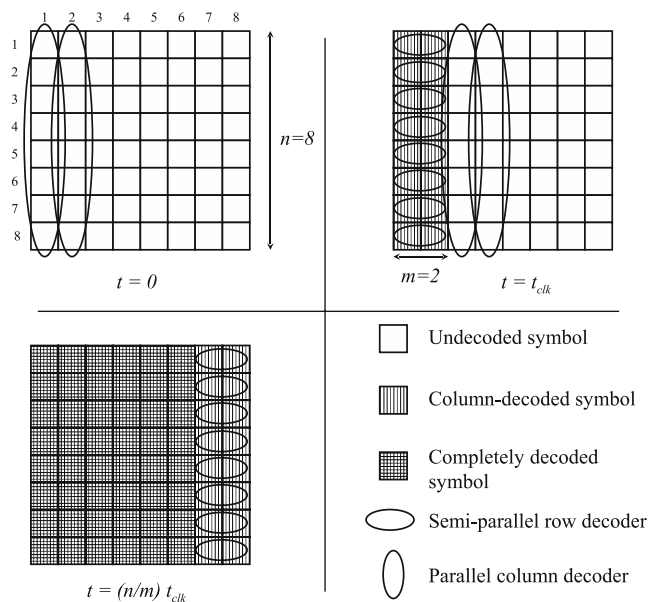 1 2 3 4 5 6 7 8
1
2
3
4
5
6
7
8
n=8
t = 0
m=2
t = t_clk
Undecoded symbol
Column-decoded symbol
Completely decoded
symbol
Semi-parallel row decoder
Parallel column decoder
t = (n/m) t_clk